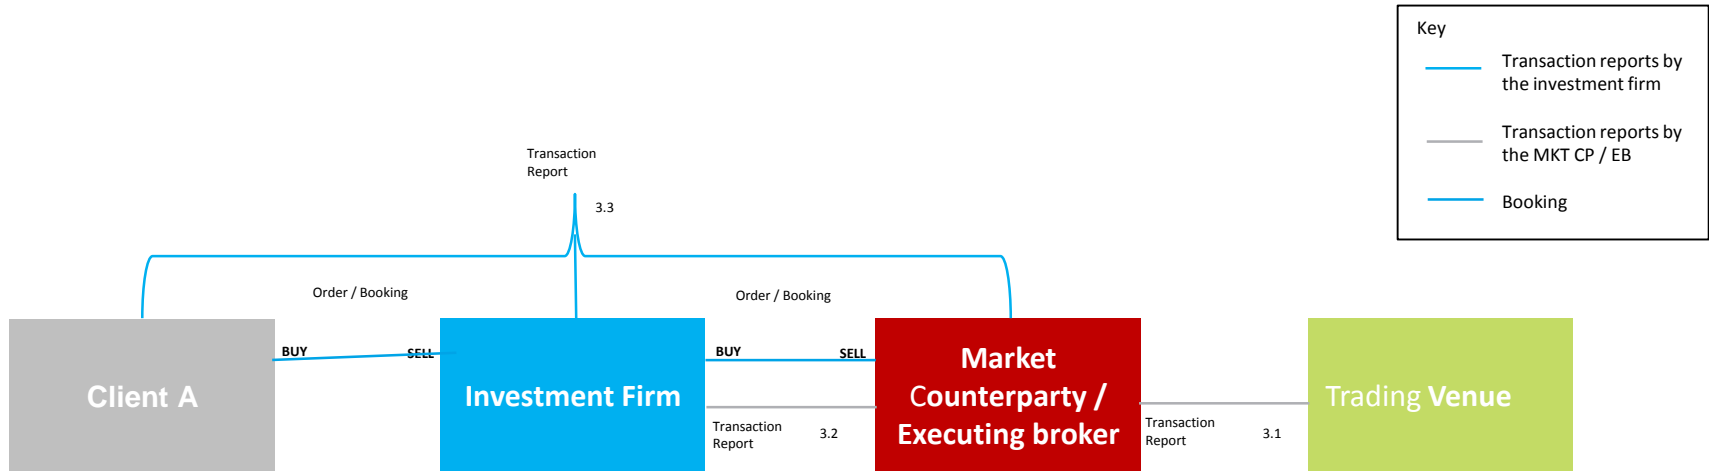 Key
Transaction reports by
the investment firm
Transaction reports by
the MKT CP / EB
Booking
Transaction
Report
3.3
Order / Booking
Order / Booking
BUY
SELL
BUY
SELL
Client A
Investment Firm
Market
Counterparty /
Executing broker
Trading Venue
Transaction
Report
3.2
Transaction
Report
3.1